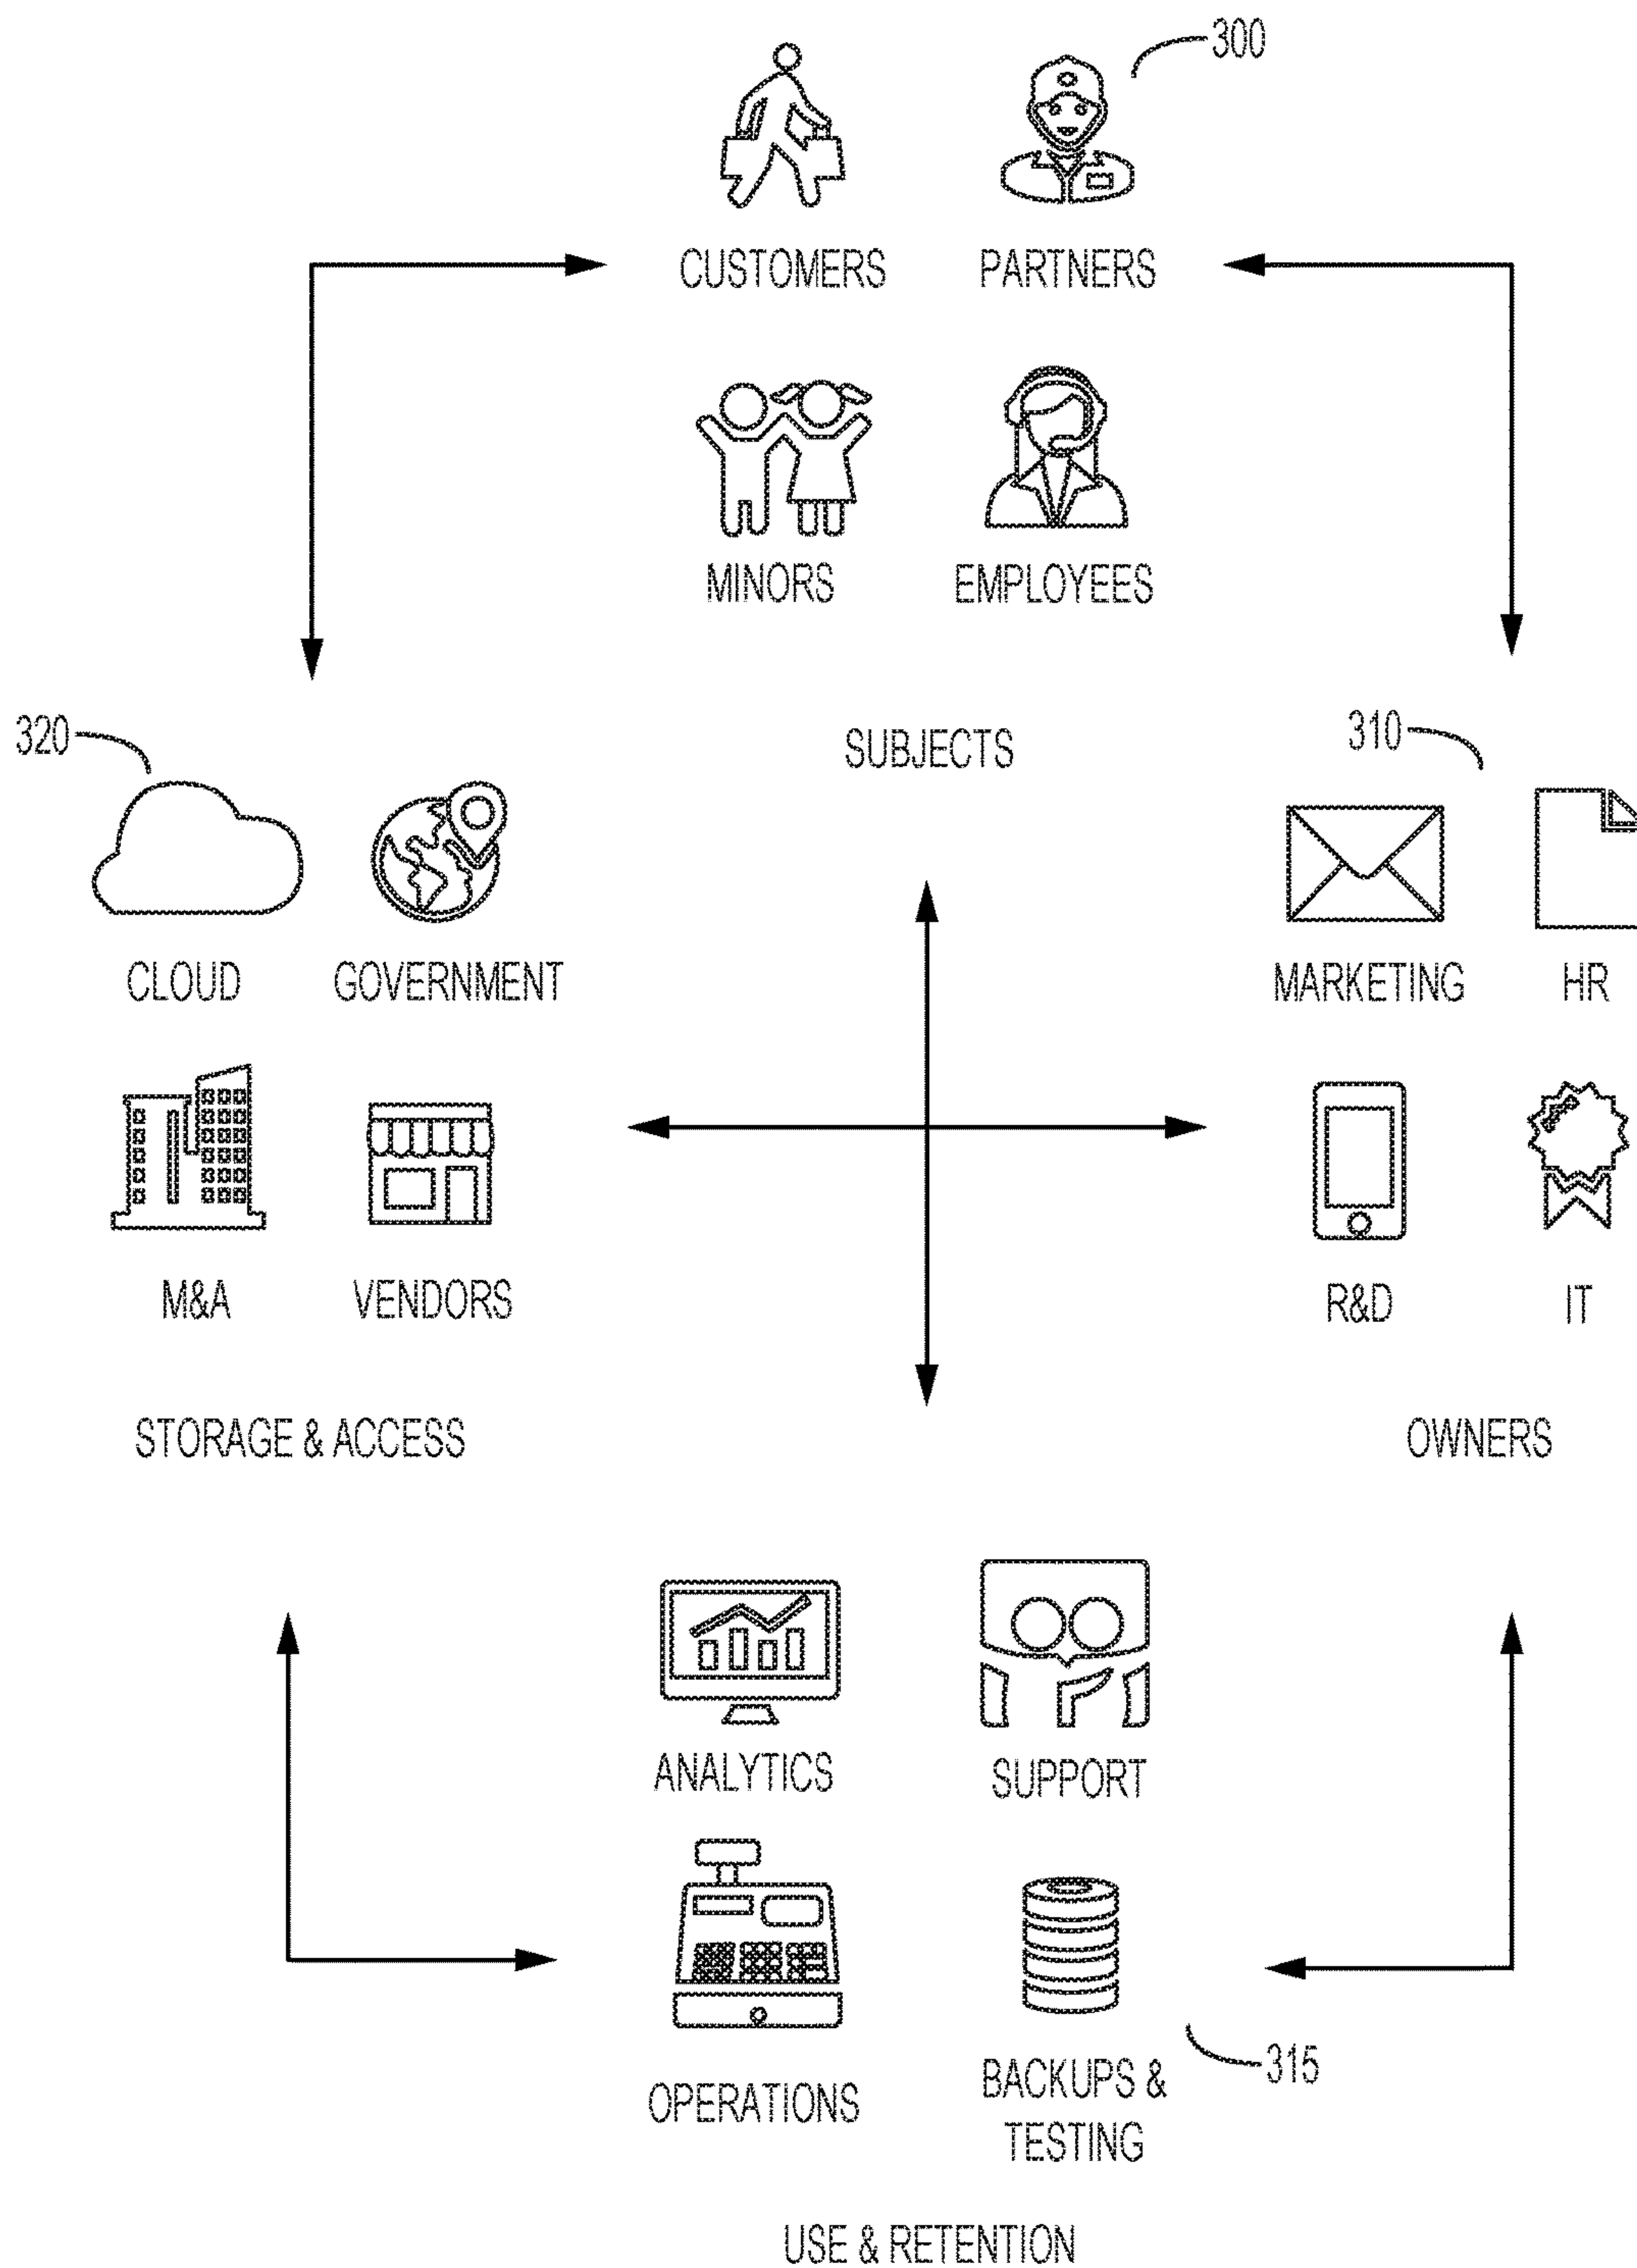 300
CUSTOMERS
PARTNERS
MINORS
EMPLOYEES
SUBJECTS
320
CLOUD
GOVERNMENT
M&A
VENDORS
STORAGE & ACCESS
310
MARKETING
HR
R&D
IT
OWNERS
ANALYTICS
SUPPORT
OPERATIONS
BACKUPS &
TESTING
315
USE & RETENTION